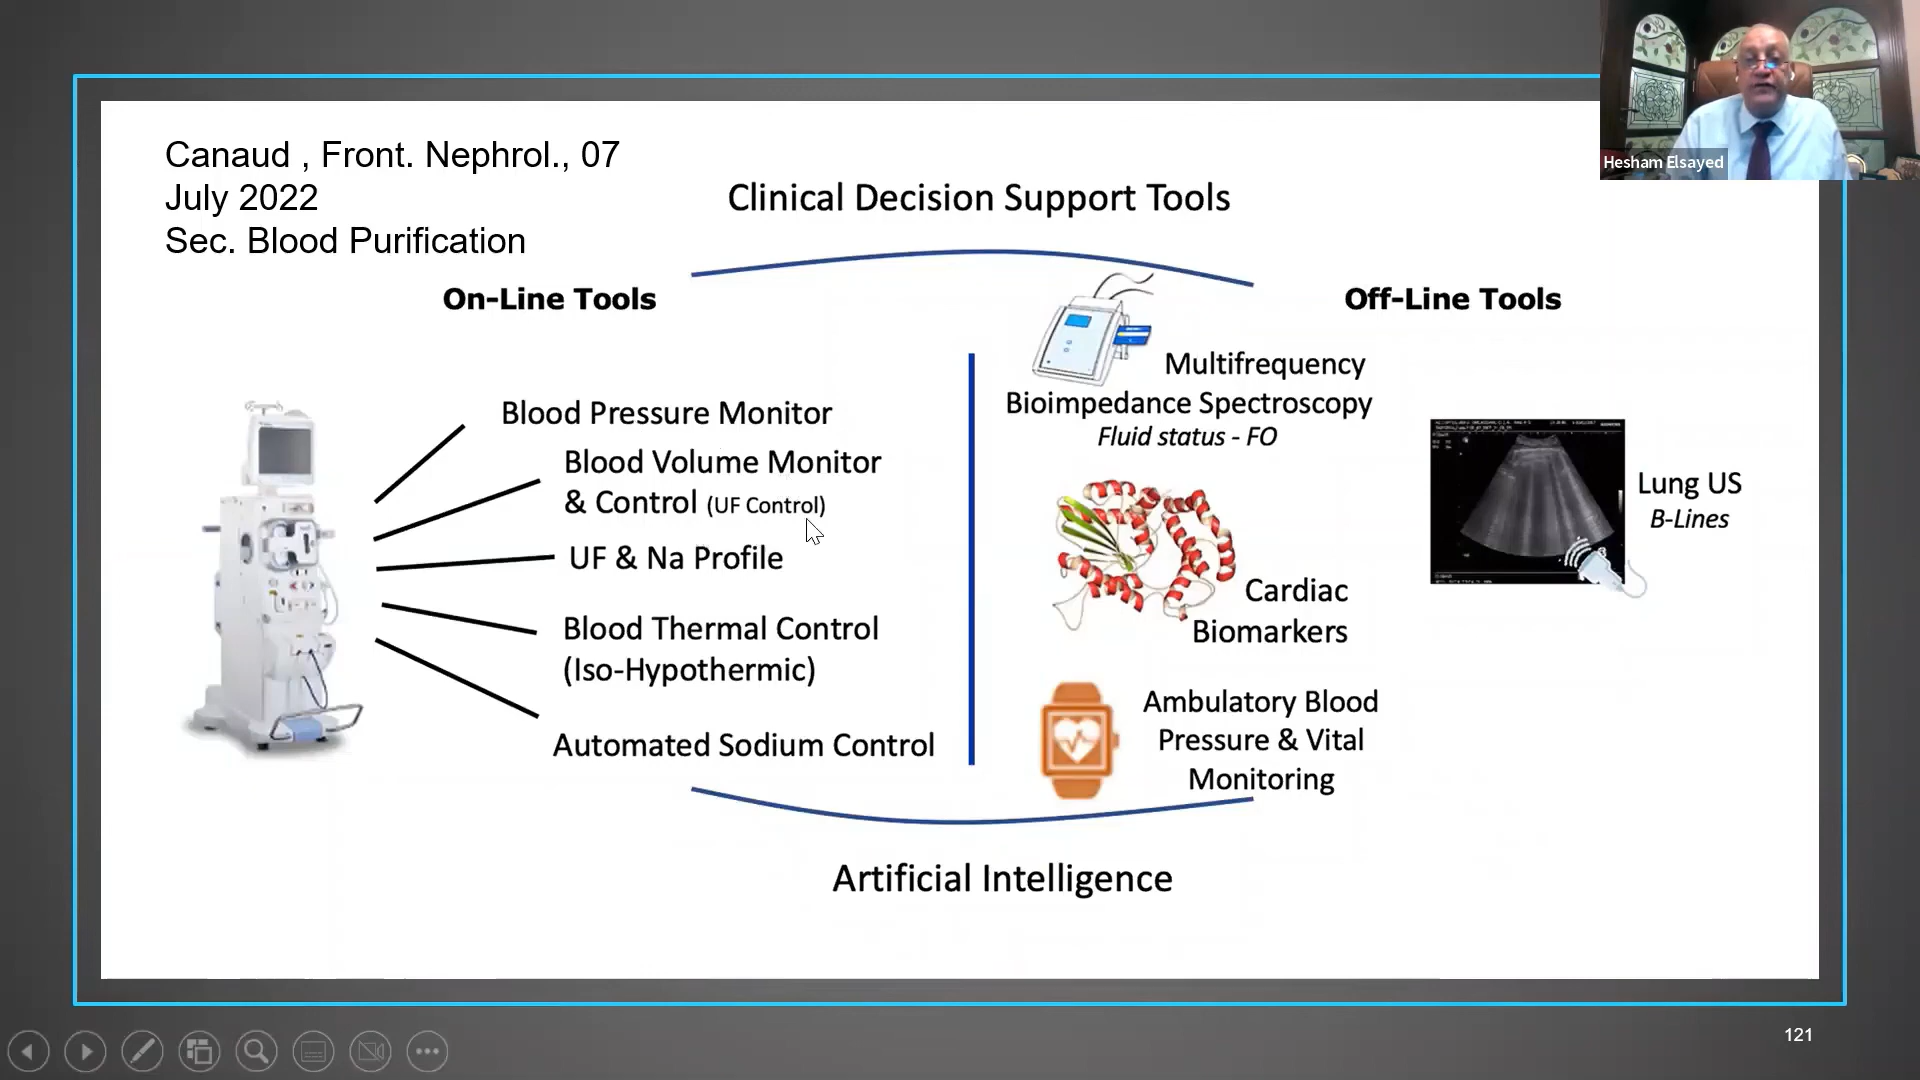 Hesham Elsayed
Canaud , Front. Nephrol., 07
July 2022
Sec. Blood Purification
Clinical Decision Support Tools
On-Line Tools
Blood Pressure Monitor
Blood Volume Monitor
& Control (UF Control)
UF & Na Profile
Blood Thermal Control
(Iso-Hypothermic)
Automated Sodium Control
Off-Line Tools
Multifrequency
Bioimpedance Spectroscopy
Fluid status - FO
Lung US
B-Lines
Cardiac
Biomarkers
Ambulatory Blood
Pressure & Vital
Monitoring
Artificial Intelligence
121